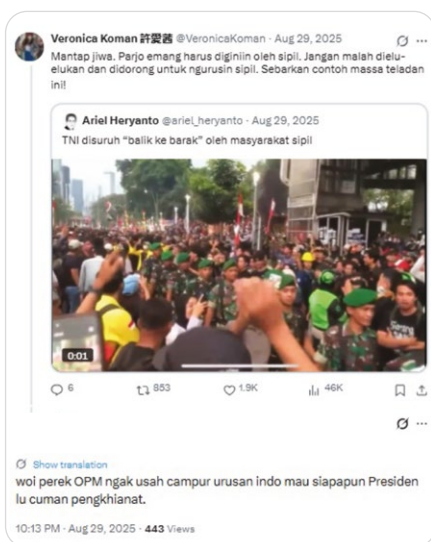 Veronica Koman 許愛茜 @VeronicaKoman · Aug 29, 2025
Mantap jiwa. Parjo emang harus diginiin oleh sipil. Jangan malah dielu-
elukan dan didorong untuk ngurusin sipil. Sebarkan contoh massa teladan
ini!
Ariel Heryanto @ariel_heryanto · Aug 29, 2025
TNI disuruh "balik ke barak" oleh masyarakat sipil
0:01
6 853 1.9K 46K
Show translation
woi perek OPM ngak usah campur urusan indo mau siapapun Presiden
lu cuman pengkhianat.
10:13 PM · Aug 29, 2025 · 443 Views